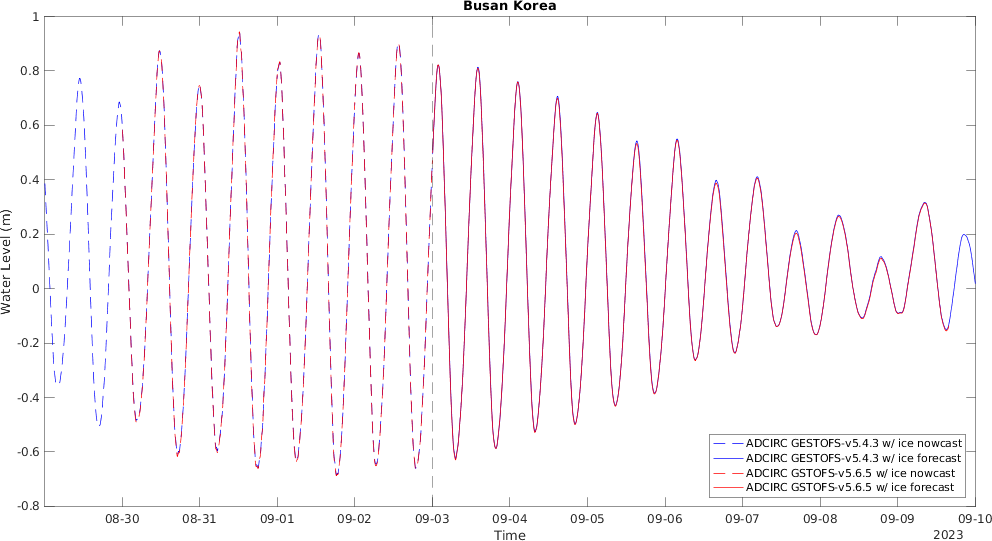 Busan Korea
Water Level (m)
1
0.8
0.6
0.4
0.2
0
-0.2
-0.4
-0.6
-0.8
ADCIRC GESTOFS-v5.4.3 w/ ice nowcast
ADCIRC GESTOFS-v5.4.3 w/ ice forecast
ADCIRC GSTOFS-v5.6.5 w/ ice nowcast
ADCIRC GSTOFS-v5.6.5 w/ ice forecast
08-30 08-31 09-01 09-02 09-03 09-04 09-05 09-06 09-07 09-08 09-09 09-10
Time
2023